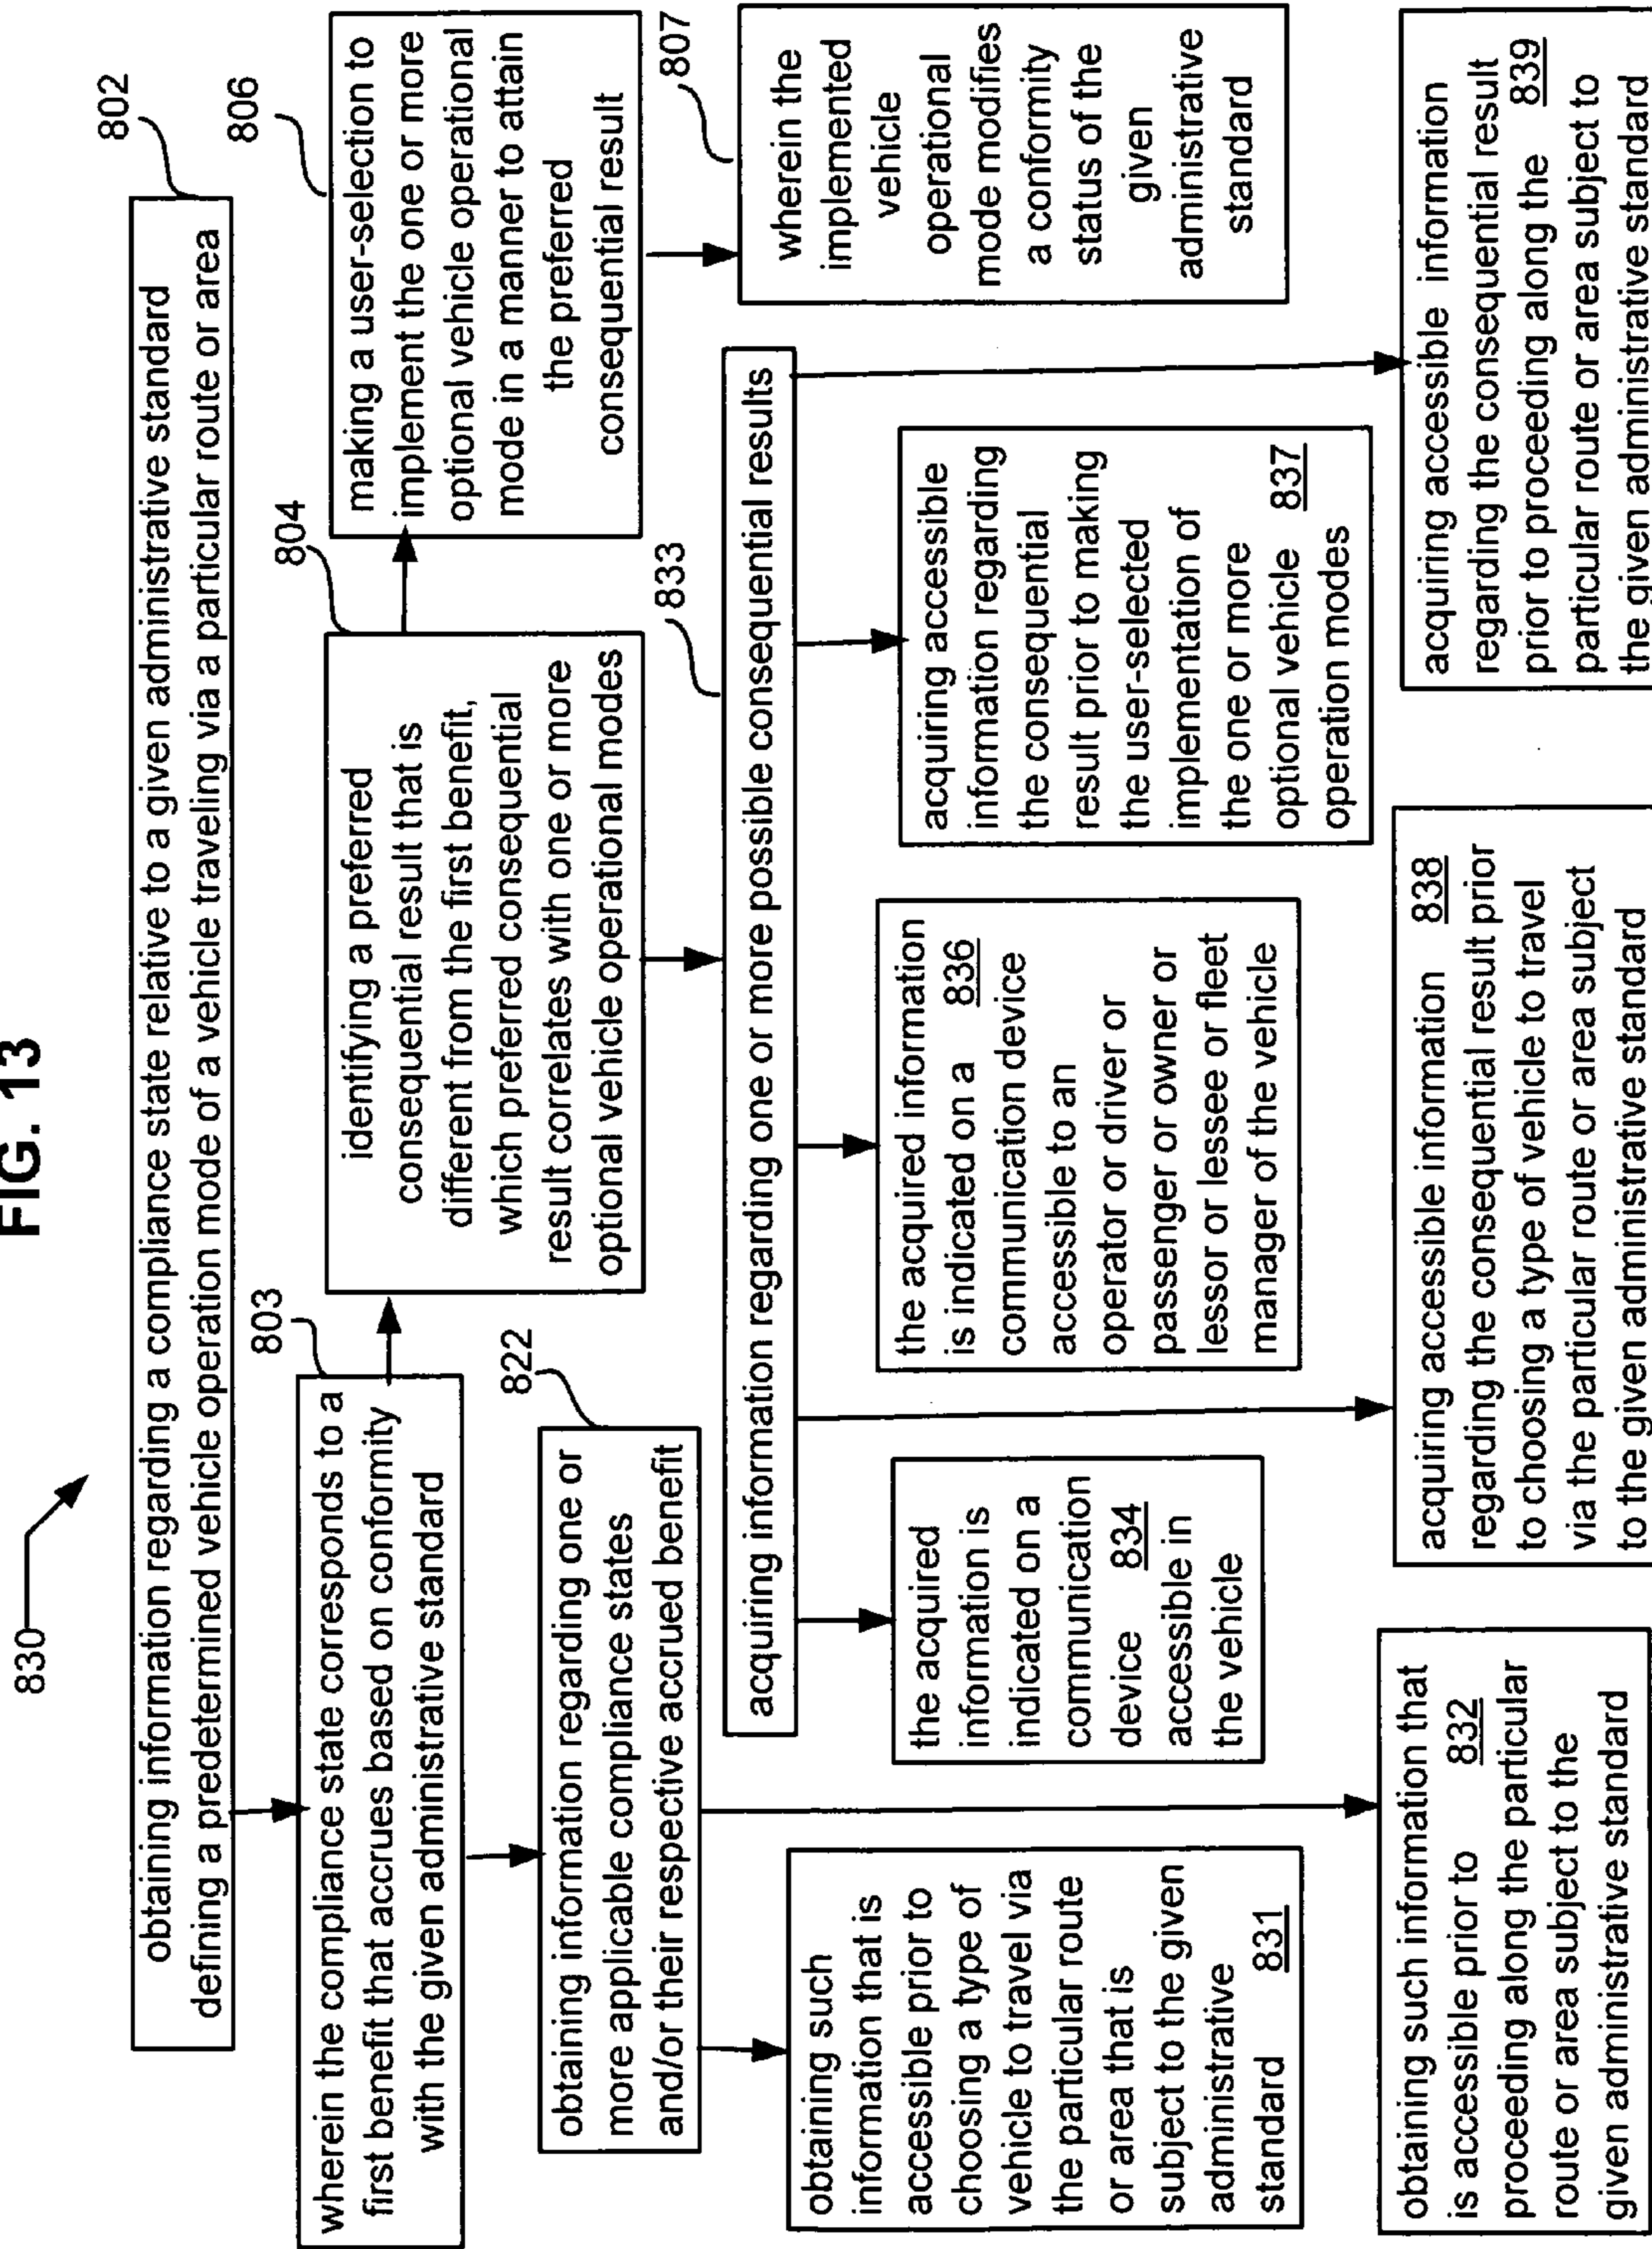 FIG. 13
830
802
obtaining information regarding a compliance state relative to a given administrative standard
defining a predetermined vehicle operation mode of a vehicle traveling via a particular route or area
803
wherein the compliance state corresponds to a
first benefit that accrues based on conformity
with the given administrative standard
804
identifying a preferred
consequential result that is
different from the first benefit,
which preferred consequential
result correlates with one or more
optional vehicle operational modes
806
making a user-selection to
implement the one or more
optional vehicle operational
mode in a manner to attain
the preferred
consequential result
807
wherein the
implemented
vehicle
operational
mode modifies
a conformity
status of the
given
administrative
standard
822
obtaining information regarding one or
more applicable compliance states
and/or their respective accrued benefit
833
acquiring information regarding one or more possible consequential results
obtaining such
information that is
accessible prior to
choosing a type of
vehicle to travel via
the particular route
or area that is
subject to the given
administrative
standard 831
the acquired
information is
indicated on a
communication
device 834
accessible in
the vehicle
the acquired information
is indicated on a 836
communication device
accessible to an
operator or driver or
passenger or owner or
lessor or lessee or fleet
manager of the vehicle
acquiring accessible
information regarding
the consequential
result prior to making
the user-selected
implementation of
the one or more
optional vehicle 837
operation modes
obtaining such information that
is accessible prior to 832
proceeding along the particular
route or area subject to the
given administrative standard
acquiring accessible information 838
regarding the consequential result prior
to choosing a type of vehicle to travel
via the particular route or area subject
to the given administrative standard
acquiring accessible information
regarding the consequential result
prior to proceeding along the 839
particular route or area subject to
the given administrative standard